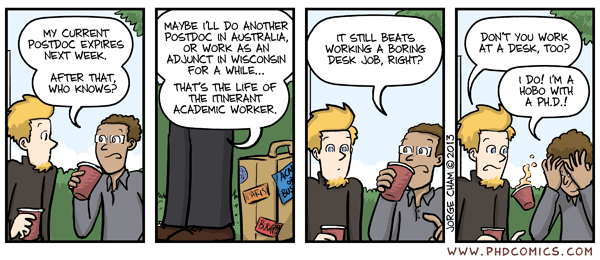 MY CURRENT
POSTDOC EXPIRES
NEXT WEEK.
AFTER THAT,
WHO KNOWS?
MAYBE I'LL DO ANOTHER
POSTDOC IN AUSTRALIA,
OR WORK AS AN
ADJUNCT IN WISCONSIN
FOR A WHILE...
THAT'S THE LIFE OF
THE ITINERANT
ACADEMIC WORKER.
PARIS
IT STILL BEATS
WORKING A BORING
DESK JOB, RIGHT?
DON'T YOU WORK
AT A DESK, TOO?
I DO! I'M A
HOBO WITH
A PH.D.!
JORGE CHAM © 2013
WWW.PHDCOMICS.COM